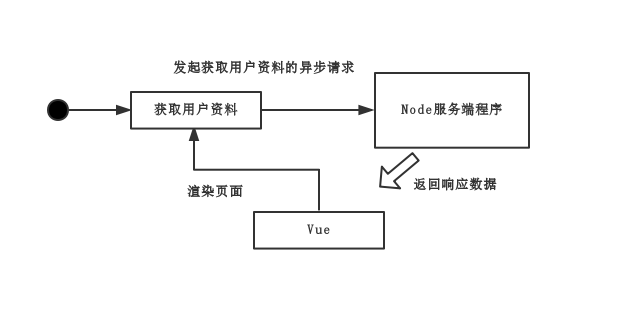 发起获取用户资料的异步请求
获取用户资料
Node服务端程序
返回响应数据
渲染页面
Vue